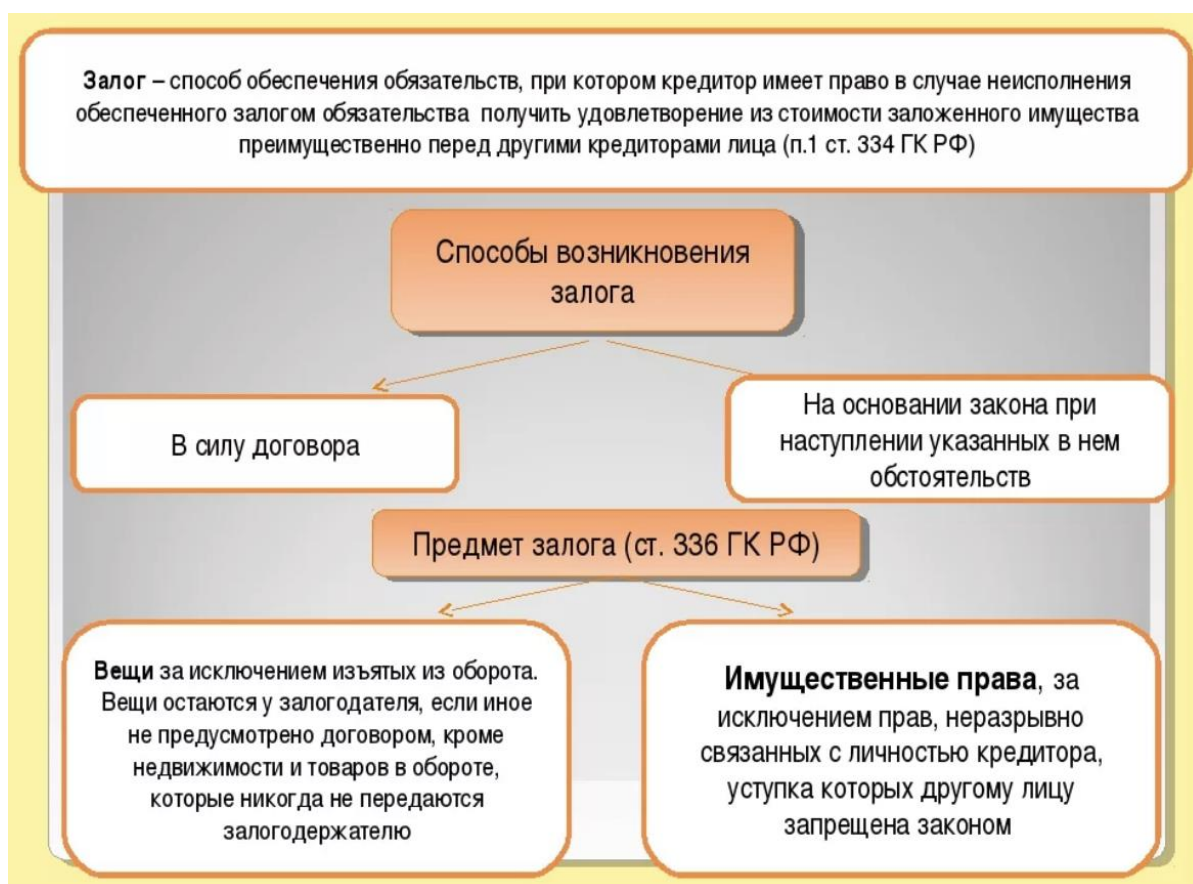 Залог – способ обеспечения обязательств, при котором кредитор имеет право в случае неисполнения
обеспеченного залогом обязательства получить удовлетворение из стоимости заложенного имущества
преимущественно перед другими кредиторами лица (п.1 ст. 334 ГК РФ)
Способы возникновения
залога
В силу договора
На основании закона при
наступлении указанных в нем
обстоятельств
Предмет залога (ст. 336 ГК РФ)
Вещи за исключением изъятых из оборота.
Вещи остаются у залогодателя, если иное
не предусмотрено договором, кроме
недвижимости и товаров в обороте,
которые никогда не передаются
залогодержателю
Имущественные права, за
исключением прав, неразрывно
связанных с личностью кредитора,
уступка которых другому лицу
запрещена законом